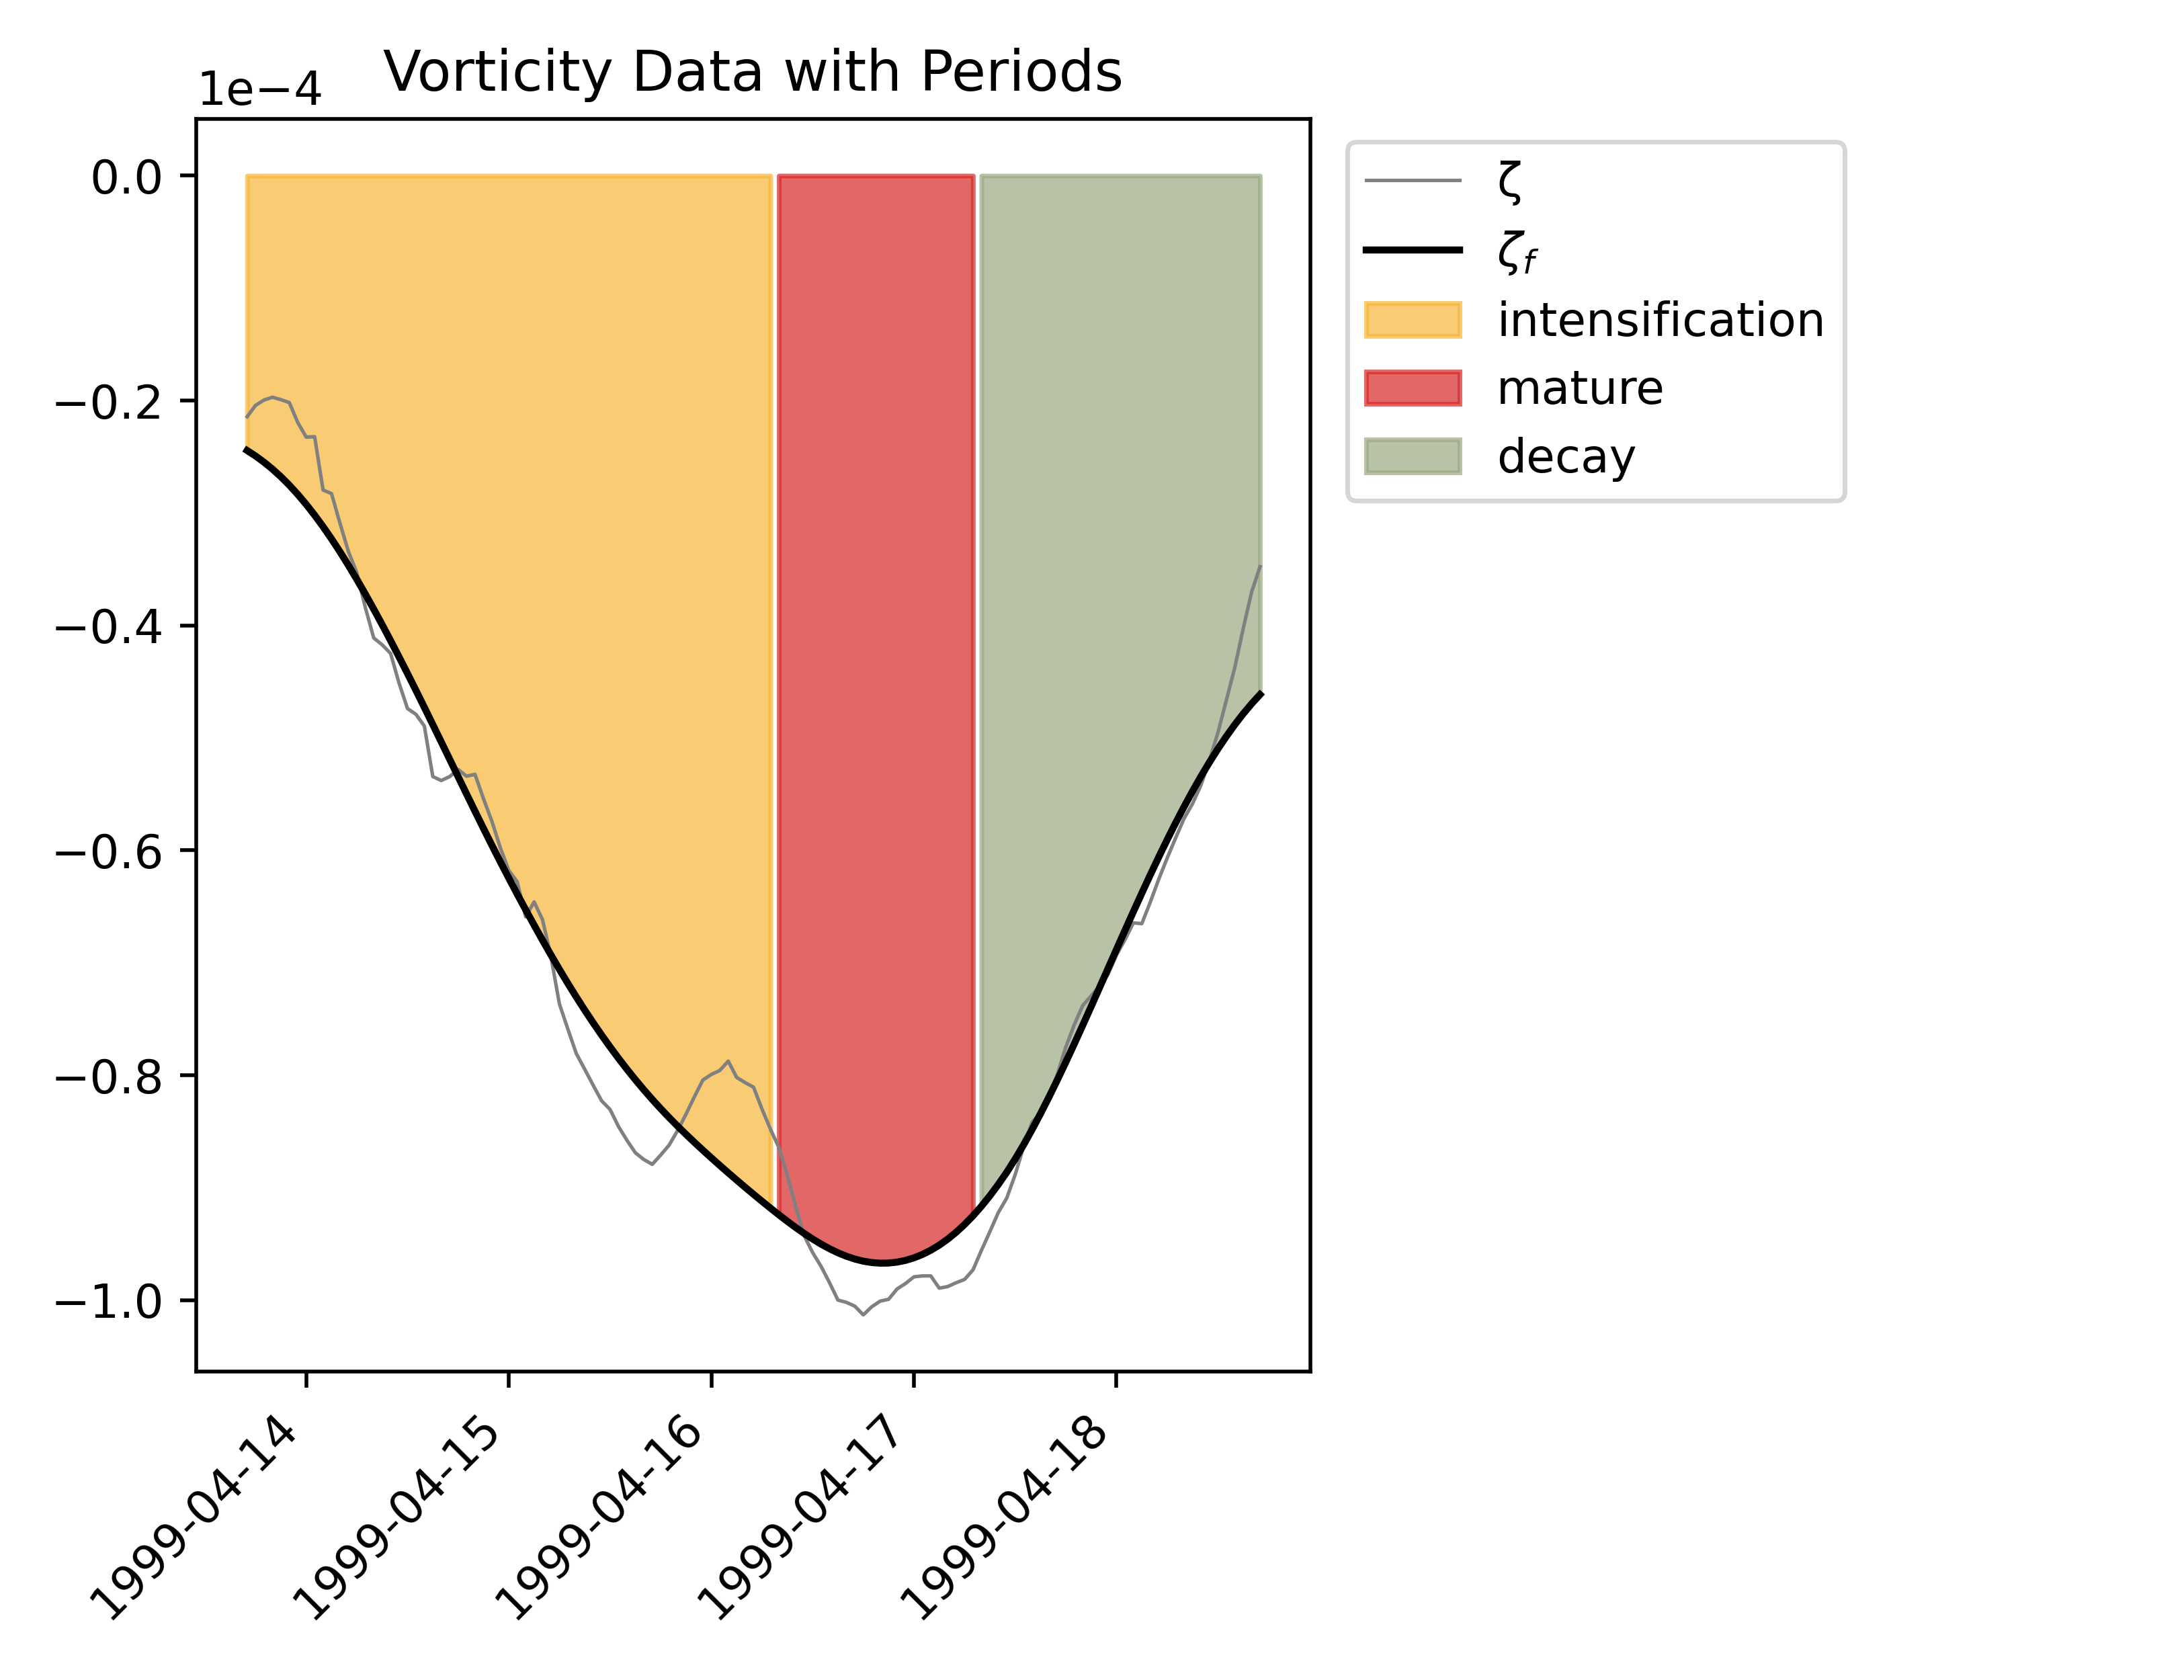 Vorticity Data with Periods
1e−4
0.0
−0.2
−0.4
−0.6
−0.8
−1.0
1999-04-14
1999-04-15
1999-04-16
1999-04-17
1999-04-18
ζ
ζf
intensification
mature
decay